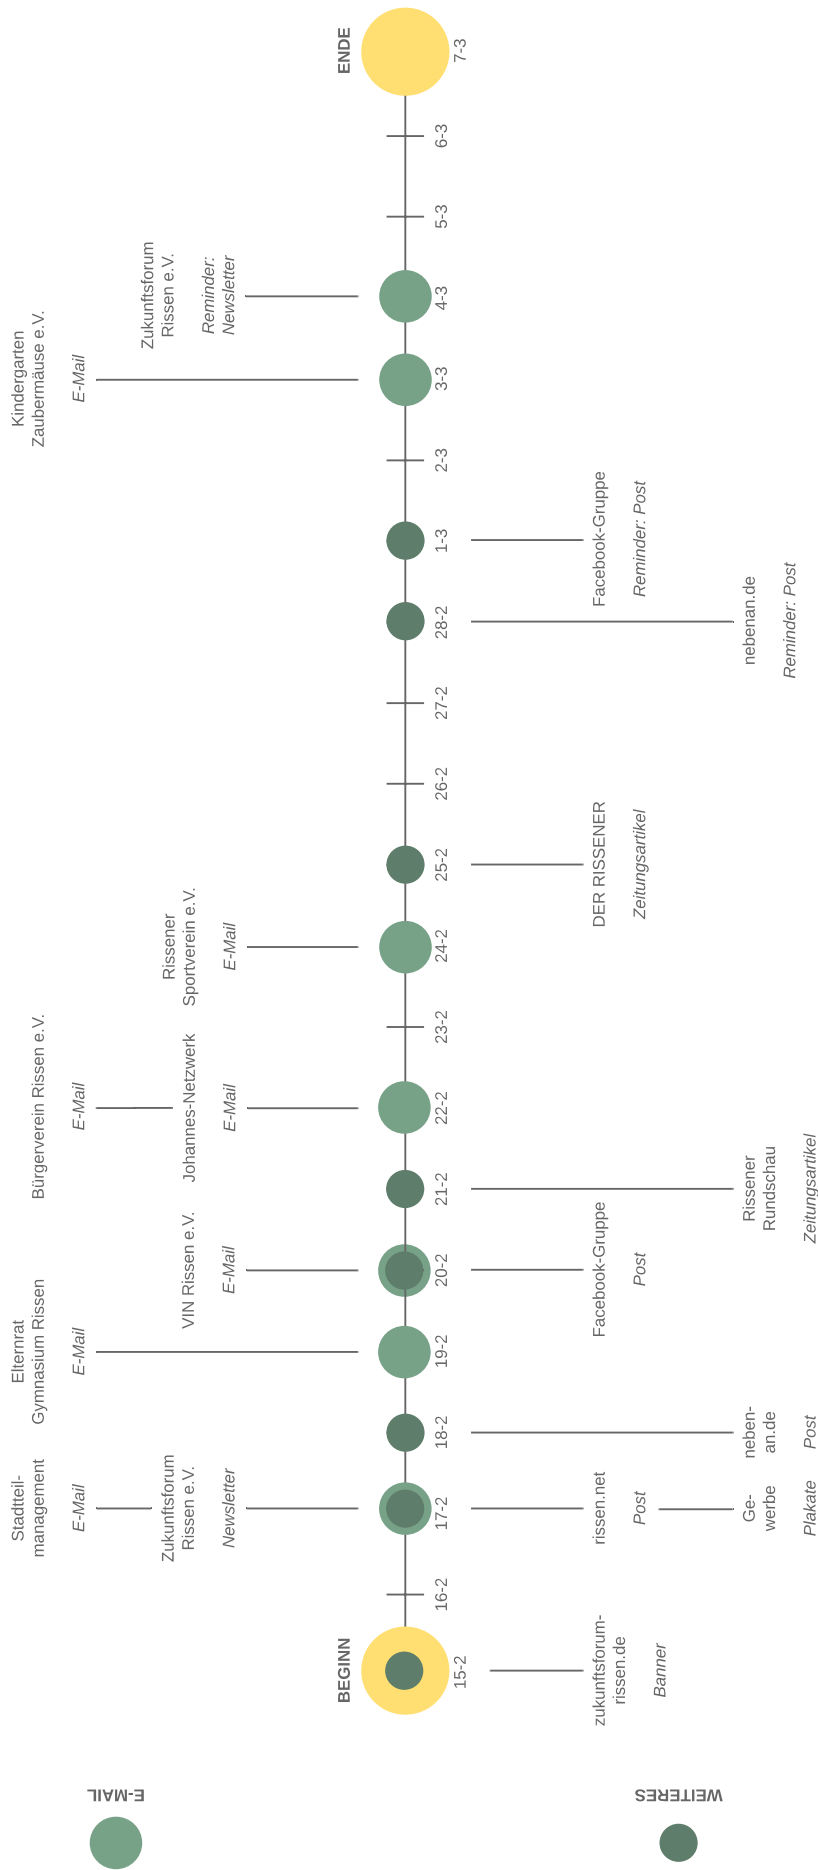 E-MAIL
WEITERES
BEGINN
15-2
zukunftsforum-
rissen.de
Banner
16-2
Stadtteil-
management
E-Mail
Zukunftsforum
Rissen e.V.
Newsletter
17-2
rissen.net
Post
Ge-
werbe
Plakate
18-2
neben-
an.de
Post
Elternrat
Gymnasium Rissen
E-Mail
19-2
VIN Rissen e.V.
E-Mail
20-2
Facebook-Gruppe
Post
21-2
Rissener
Rundschau
Zeitungsartikel
Bürgerverein Rissen e.V.
E-Mail
Johannes-Netzwerk
E-Mail
22-2
23-2
Rissener
Sportverein e.V.
E-Mail
24-2
25-2
DER RISSENER
Zeitungsartikel
26-2
27-2
28-2
nebenan.de
Reminder: Post
1-3
Facebook-Gruppe
Reminder: Post
2-3
Kindergarten
Zaubermäuse e.V.
E-Mail
3-3
Zukunftsforum
Rissen e.V.
Reminder:
Newsletter
4-3
5-3
6-3
ENDE
7-3